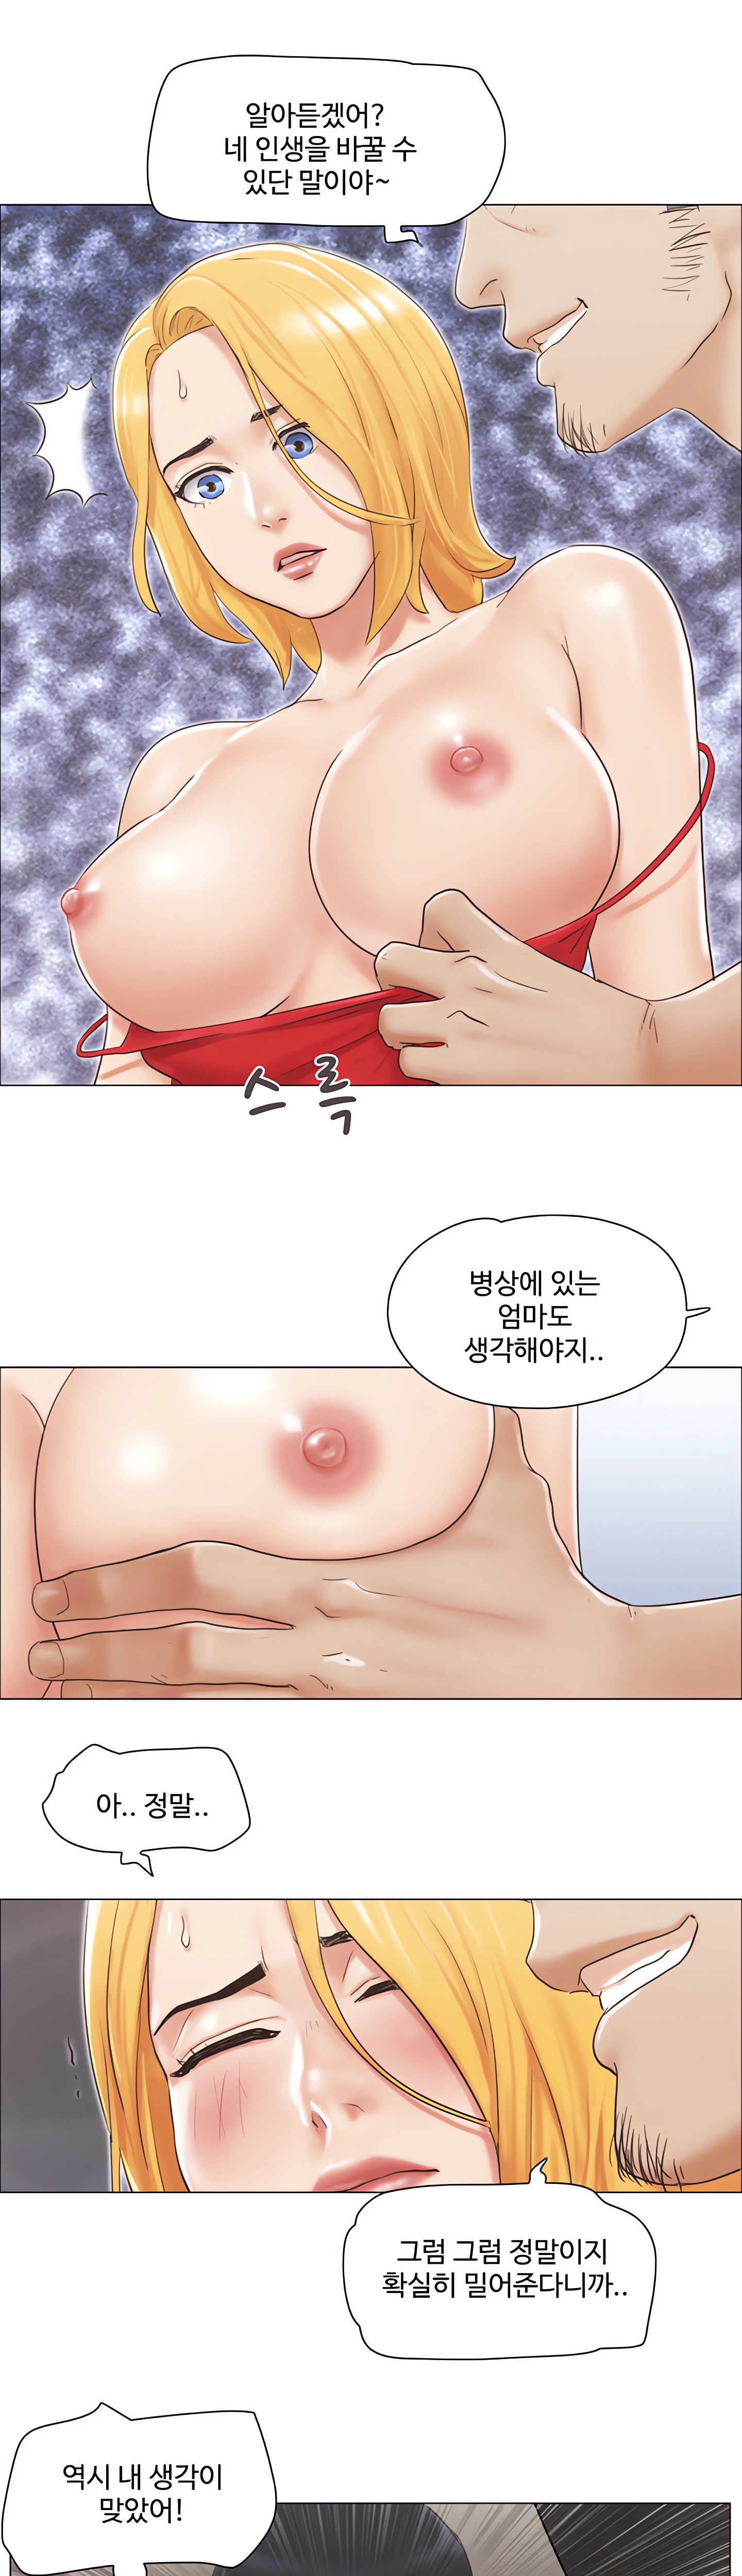 알아듣겠어?
네 인생을 바꿀 수
있단 말이야~
스륵
병상에 있는
엄마도
생각해야지..
아.. 정말..
그럼 그럼 정말이지
확실히 밀어준다니까..
역시 내 생각이
맞았어!